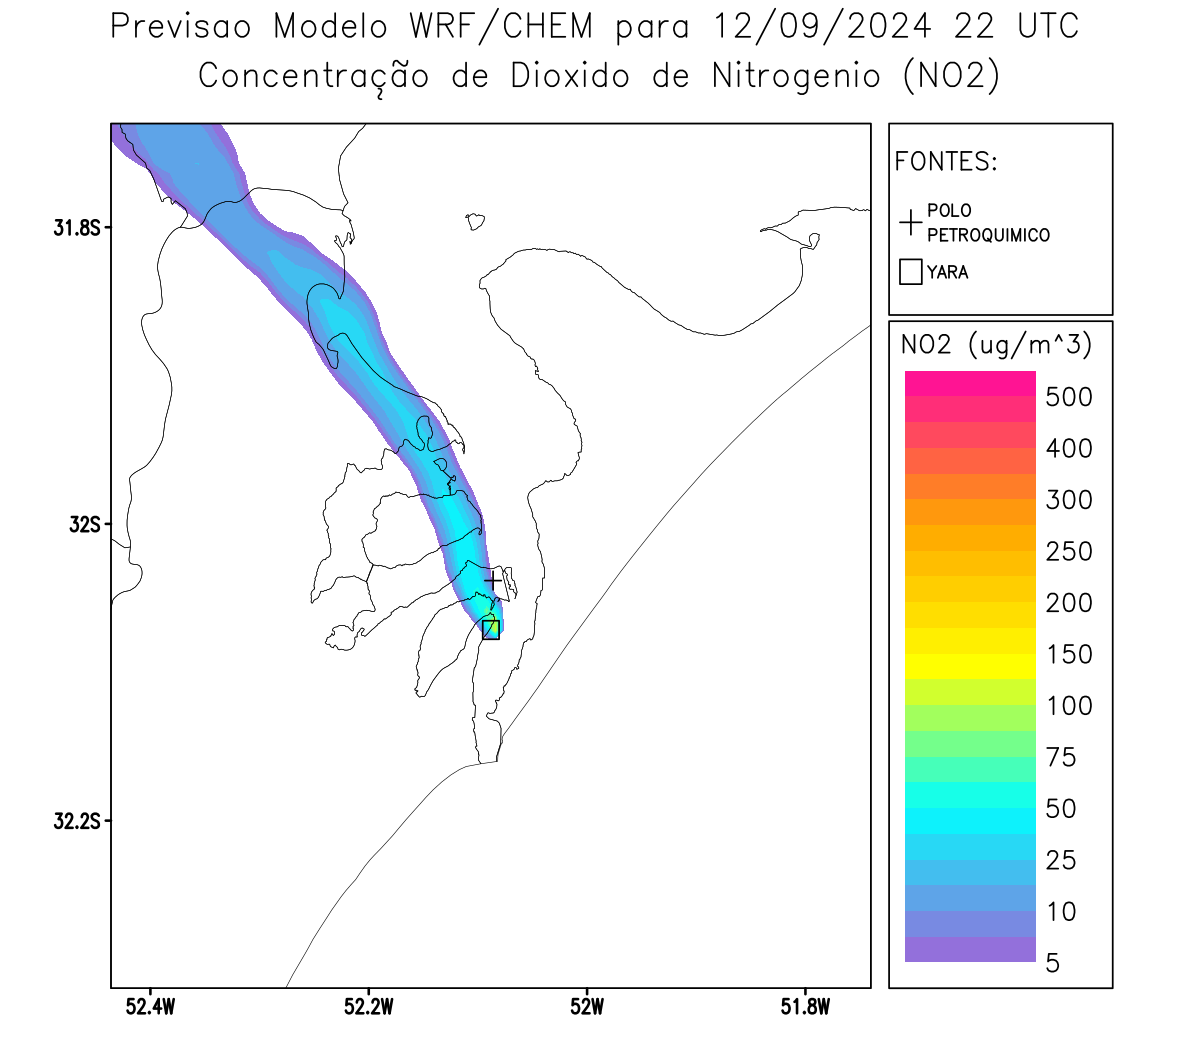 Previsao Modelo WRF/CHEM para 12/09/2024 22 UTC
Concentração de Dioxido de Nitrogenio (NO2)
FONTES:
POLO
PETROQUIMICO
YARA
NO2 (ug/m^3)
500
400
300
250
200
150
100
75
50
25
10
5
31.8S
32S
32.2S
52.4W
52.2W
52W
51.8W